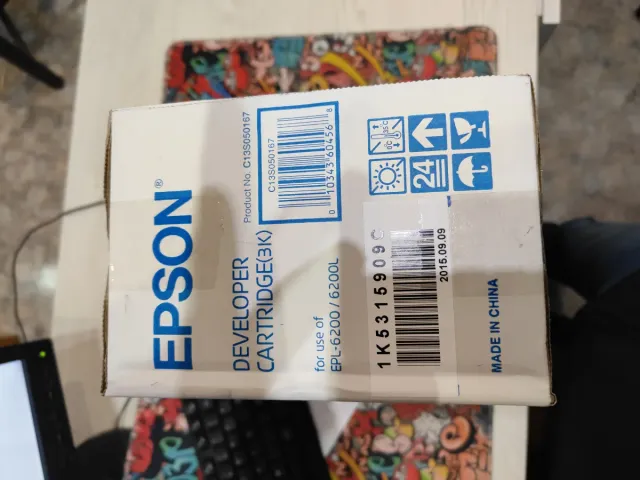 EPSON®
Product No. C13S050167
DEVELOPER
CARTRIDGE(3K)
C13S050167
0 10343 60456 8
for use of
EPL-6200 / 6200L
24
1K5315909
2015.09.09
MADE IN CHINA